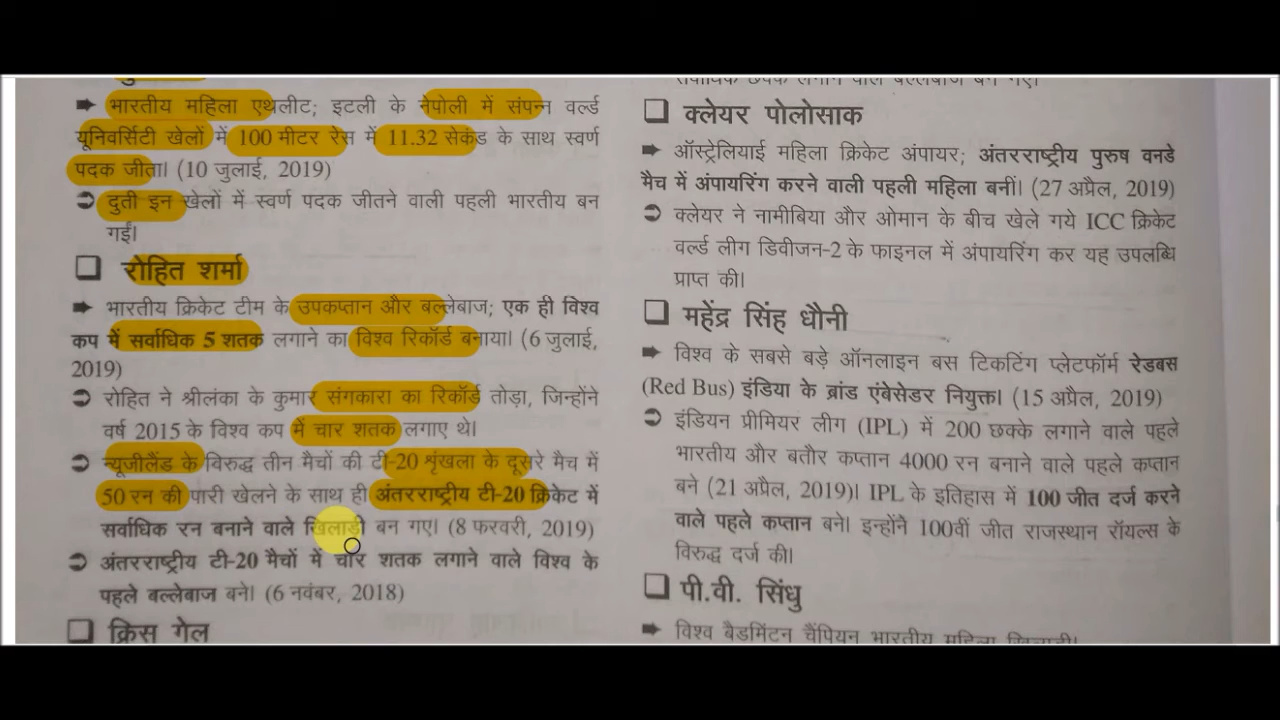 ➨ भारतीय महिला एथलीट; इटली के नेपोली में संपन्न वर्ल्ड
यूनिवर्सिटी खेलों में 100 मीटर रेस में 11.32 सेकंड के साथ स्वर्ण
पदक जीता। (10 जुलाई, 2019)
➲ दुती इन खेलों में स्वर्ण पदक जीतने वाली पहली भारतीय बन
गईं।
❑ रोहित शर्मा
➨ भारतीय क्रिकेट टीम के उपकप्तान और बल्लेबाज; एक ही विश्व
कप में सर्वाधिक 5 शतक लगाने का विश्व रिकॉर्ड बनाया। (6 जुलाई,
2019)
➲ रोहित ने श्रीलंका के कुमार संगकारा का रिकॉर्ड तोड़ा, जिन्होंने
वर्ष 2015 के विश्व कप में चार शतक लगाए थे।
➲ न्यूजीलैंड के विरुद्ध तीन मैचों की टी-20 शृंखला के दूसरे मैच में
50 रन की पारी खेलने के साथ ही अंतरराष्ट्रीय टी-20 क्रिकेट में
सर्वाधिक रन बनाने वाले खिलाड़ी बन गए। (8 फरवरी, 2019)
➲ अंतरराष्ट्रीय टी-20 मैचों में चार शतक लगाने वाले विश्व के
पहले बल्लेबाज बने। (6 नवंबर, 2018)
❑ क्रिस गेल
सर्वाधिक छक्के लगाने वाले बल्लेबाज बन गए।
❑ क्लेयर पोलोसाक
➨ ऑस्ट्रेलियाई महिला क्रिकेट अंपायर; अंतरराष्ट्रीय पुरुष वनडे
मैच में अंपायरिंग करने वाली पहली महिला बनीं। (27 अप्रैल, 2019)
➲ क्लेयर ने नामीबिया और ओमान के बीच खेले गये ICC क्रिकेट
वर्ल्ड लीग डिवीजन-2 के फाइनल में अंपायरिंग कर यह उपलब्धि
प्राप्त की।
❑ महेंद्र सिंह धौनी
➨ विश्व के सबसे बड़े ऑनलाइन बस टिकटिंग प्लेटफॉर्म रेडबस
(Red Bus) इंडिया के ब्रांड एंबेसेडर नियुक्त। (15 अप्रैल, 2019)
➲ इंडियन प्रीमियर लीग (IPL) में 200 छक्के लगाने वाले पहले
भारतीय और बतौर कप्तान 4000 रन बनाने वाले पहले कप्तान
बने (21 अप्रैल, 2019)। IPL के इतिहास में 100 जीत दर्ज करने
वाले पहले कप्तान बने। इन्होंने 100वीं जीत राजस्थान रॉयल्स के
विरुद्ध दर्ज की।
❑ पी.वी. सिंधु
➨ विश्व बैडमिंटन चैंपियन भारतीय महिला खिलाड़ी।